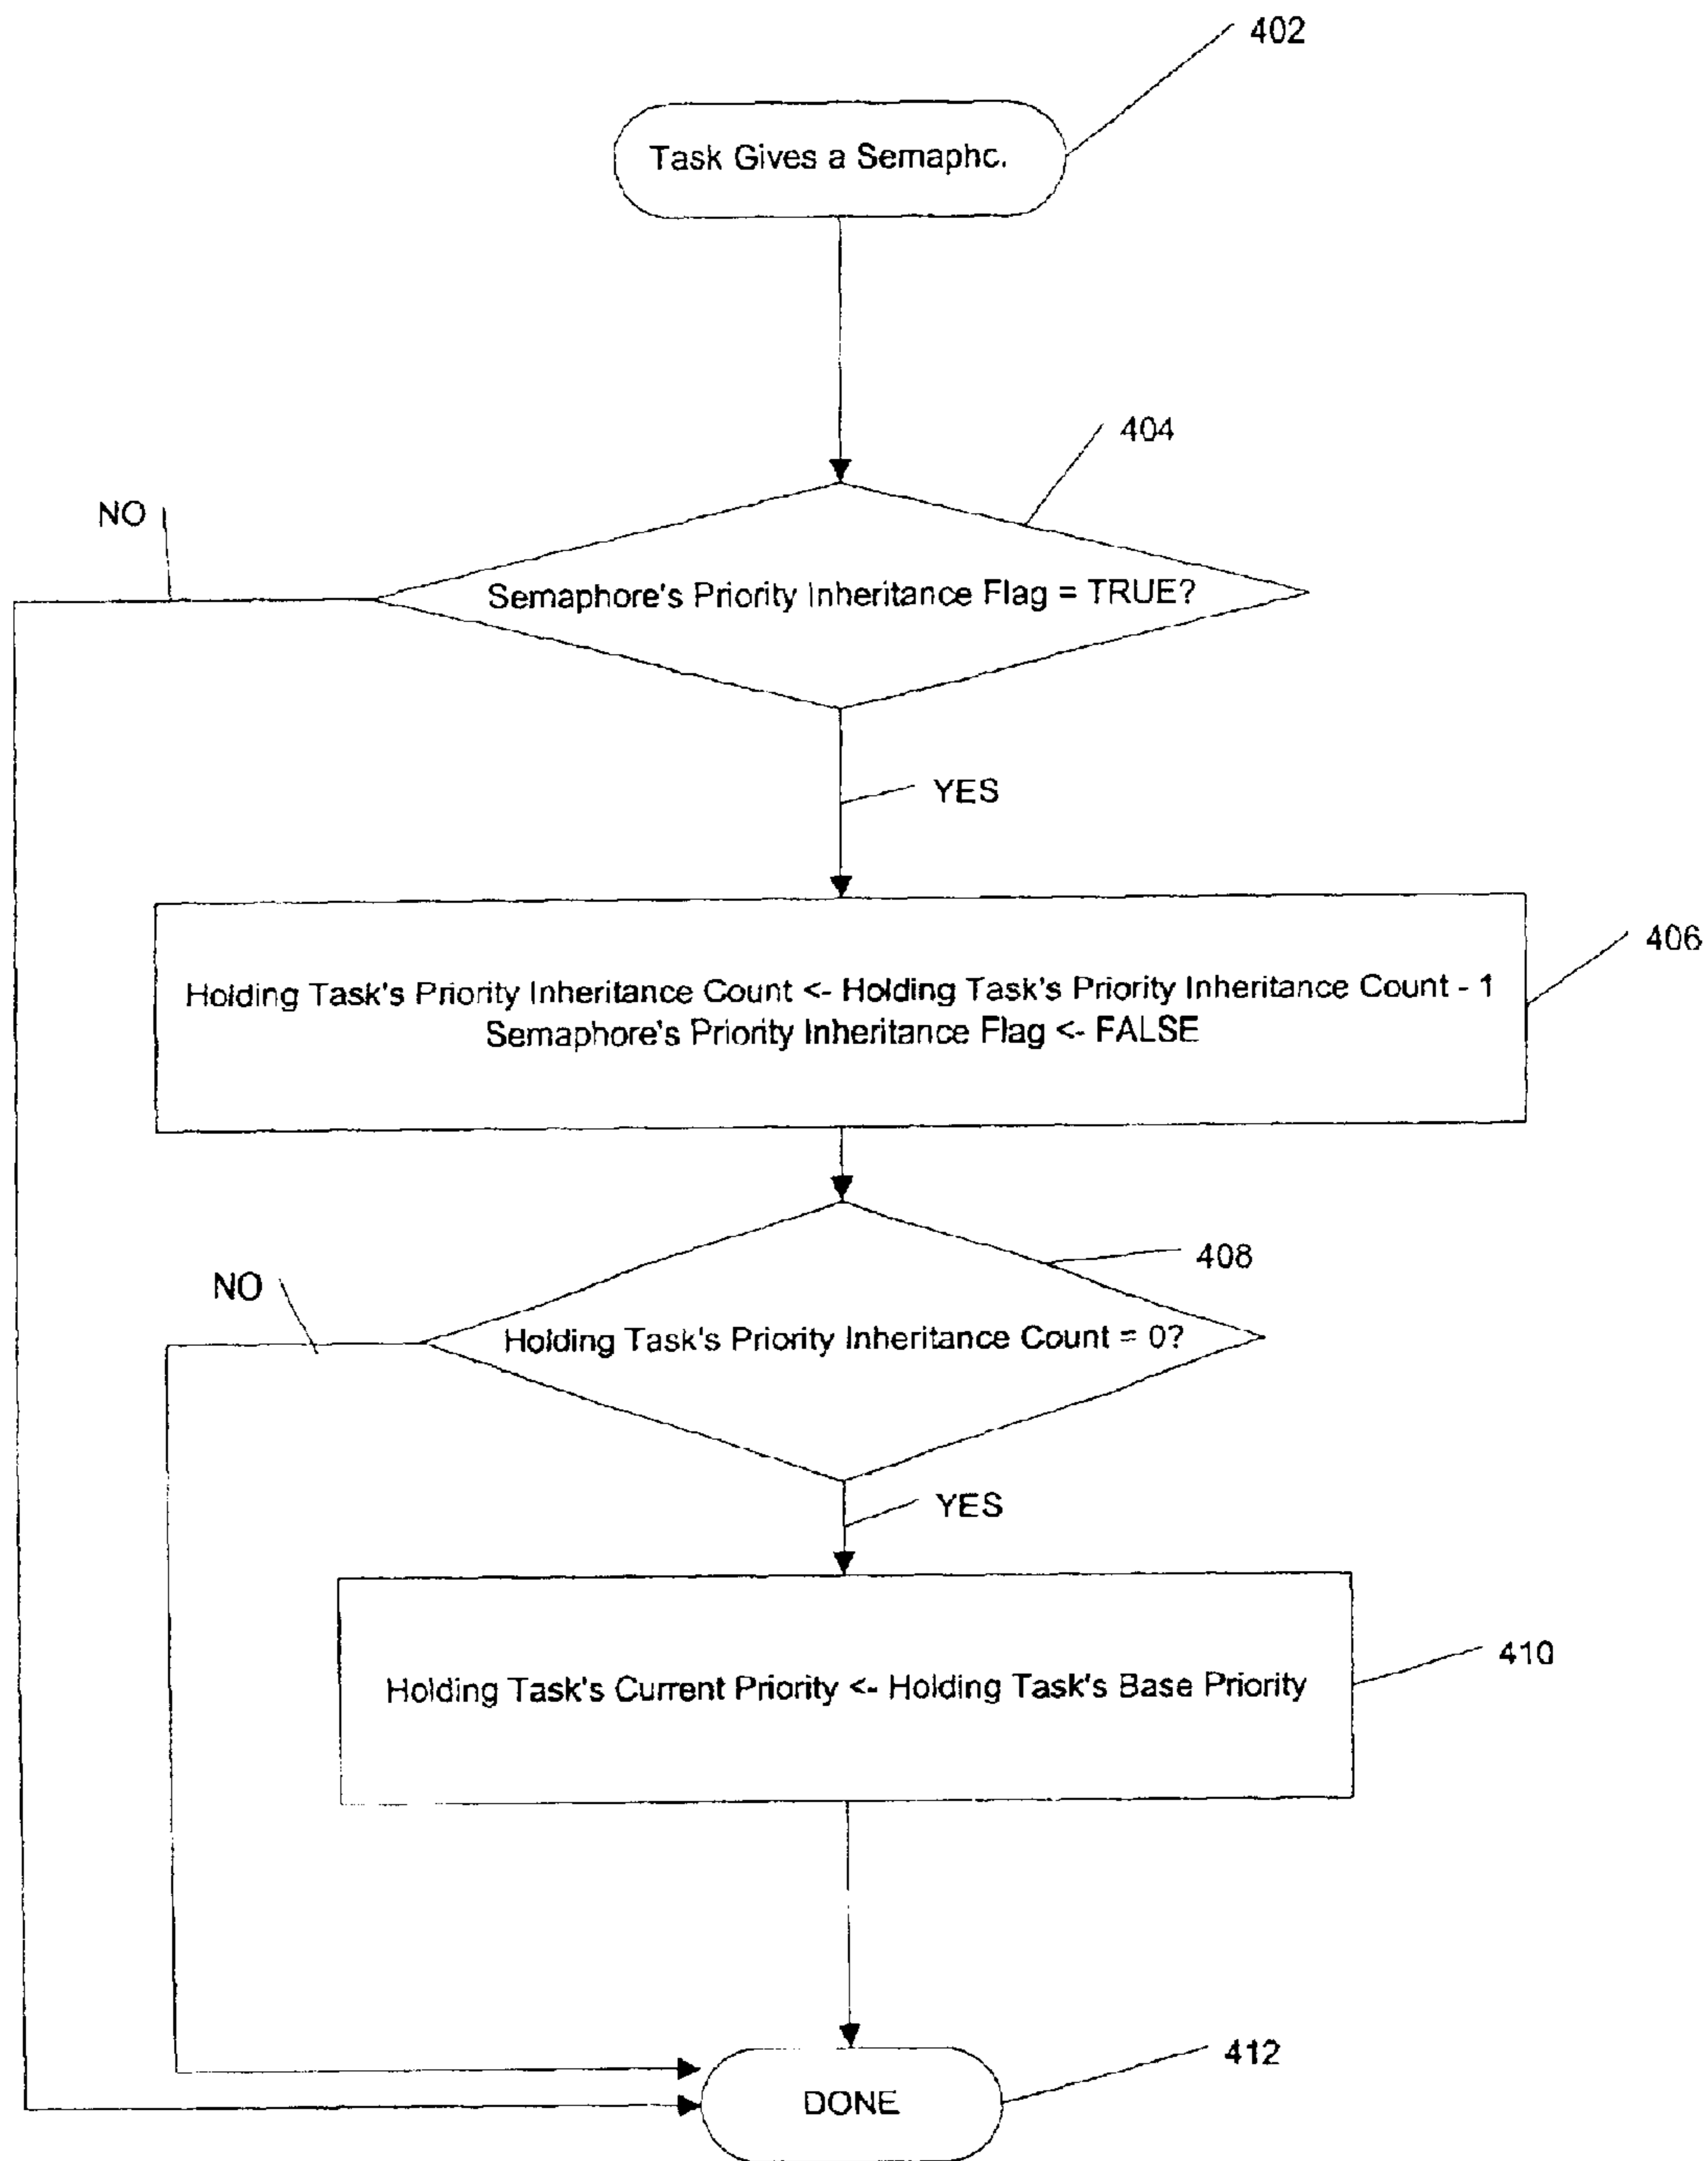 402
Task Gives a Semaphc.
404
NO
Semaphore's Priority Inheritance Flag = TRUE?
YES
406
Holding Task's Priority Inheritance Count <- Holding Task's Priority Inheritance Count - 1
Semaphore's Priority Inheritance Flag <- FALSE
408
NO
Holding Task's Priority Inheritance Count = 0?
YES
410
Holding Task's Current Priority <- Holding Task's Base Priority
412
DONE